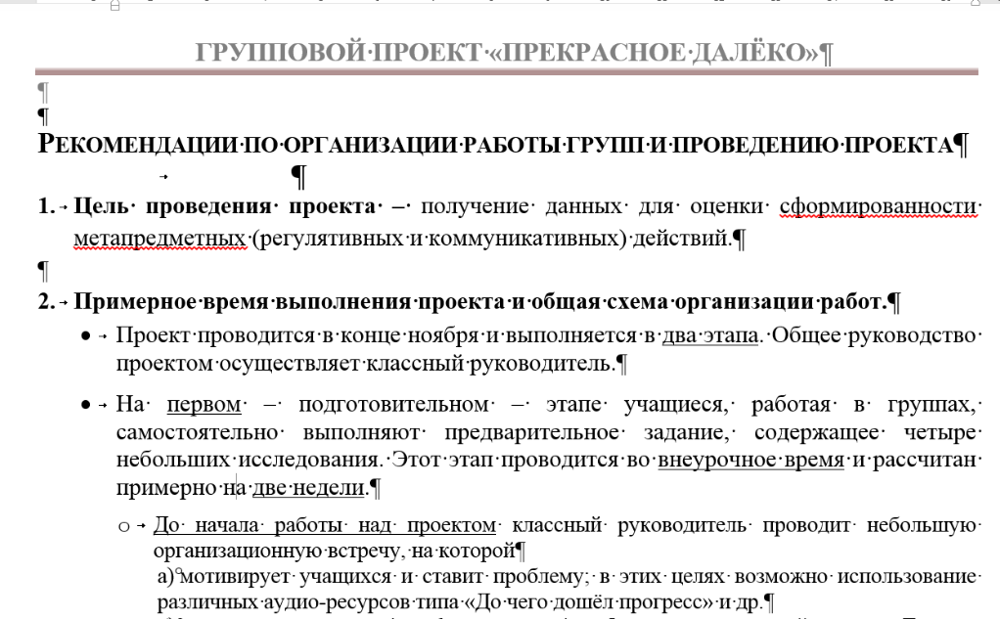 ГРУППОВОЙ ПРОЕКТ «ПРЕКРАСНОЕ ДАЛЁКО»¶
¶
¶
РЕКОМЕНДАЦИИ ПО ОРГАНИЗАЦИИ РАБОТЫ ГРУПП И ПРОВЕДЕНИЮ ПРОЕКТА¶
→ ¶
1. → Цель проведения проекта – получение данных для оценки сформированности
метапредметных (регулятивных и коммуникативных) действий.¶
¶
2. → Примерное время выполнения проекта и общая схема организации работ.¶
● → Проект проводится в конце ноября и выполняется в два этапа. Общее руководство
проектом осуществляет классный руководитель.¶
● → На первом – подготовительном – этапе учащиеся, работая в группах,
самостоятельно выполняют предварительное задание, содержащее четыре
небольших исследования. Этот этап проводится во внеурочное время и рассчитан
примерно на две недели.¶
○ → До начала работы над проектом классный руководитель проводит небольшую
организационную встречу, на которой¶
а)°мотивирует учащихся и ставит проблему; в этих целях возможно использование
различных аудио-ресурсов типа «До чего дошёл прогресс» и др.¶